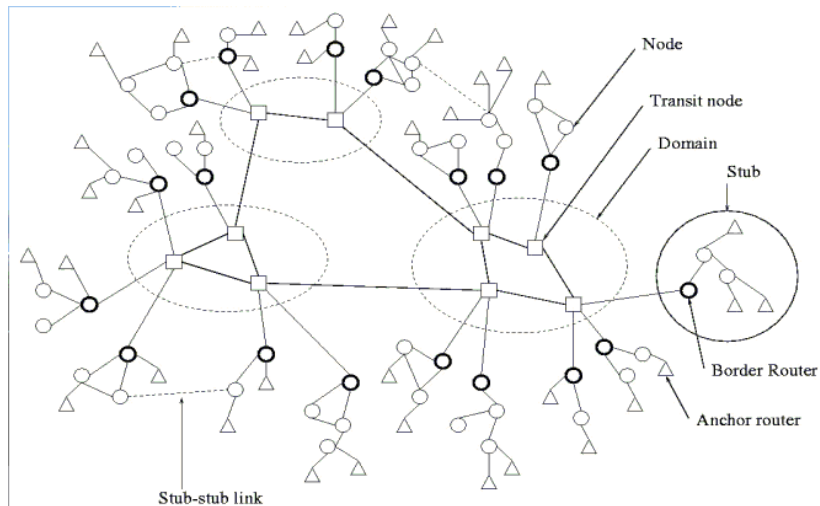 Node
Transit node
Domain
Stub
Border Router
Anchor router
Stub-stub link